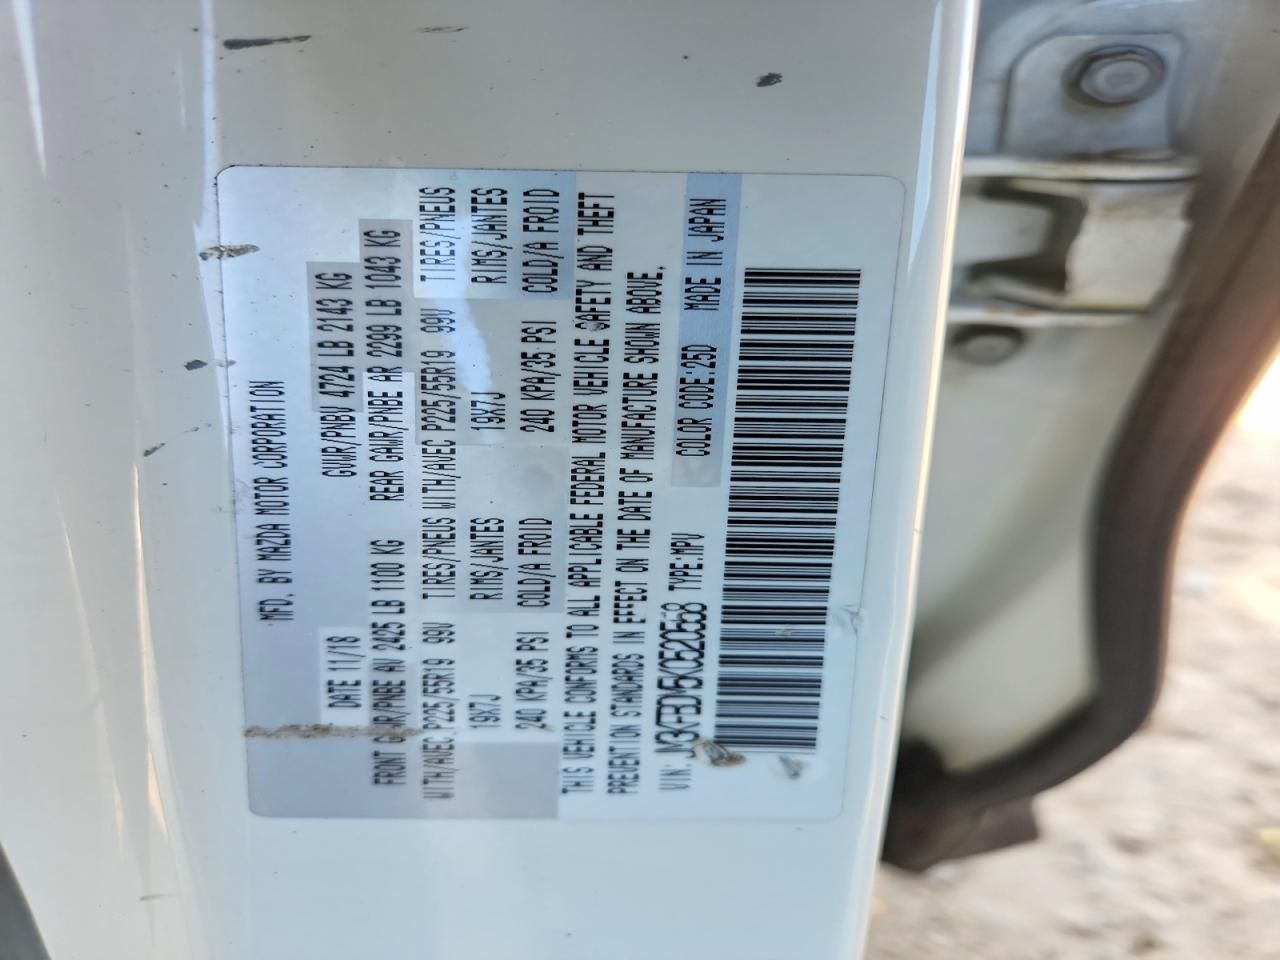 MFD. BY MAZDA MOTOR CORPORATION
DATE 11/18 GVWR/PNBV 4724 LB 2143 KG
FRONT GAWR/PNBE AV 2425 LB 1100 KG REAR GAWR/PNBE AR 2299 LB 1043 KG
WITH/AVEC P225/55R19 99V TIRES/PNEUS WITH/AVEC P225/55R19 99V TIRES/PNEUS
19X7J RIMS/JANTES 19X7J RIMS/JANTES
240 KPA/35 PSI COLD/A FROID 240 KPA/35 PSI COLD/A FROID
THIS VEHICLE CONFORMS TO ALL APPLICABLE FEDERAL MOTOR VEHICLE SAFETY AND THEFT
PREVENTION STANDARDS IN EFFECT ON THE DATE OF MANUFACTURE SHOWN ABOVE.
VIN: JM3KFBDM5K0520558 TYPE:MPV COLOR CODE:25D MADE IN JAPAN